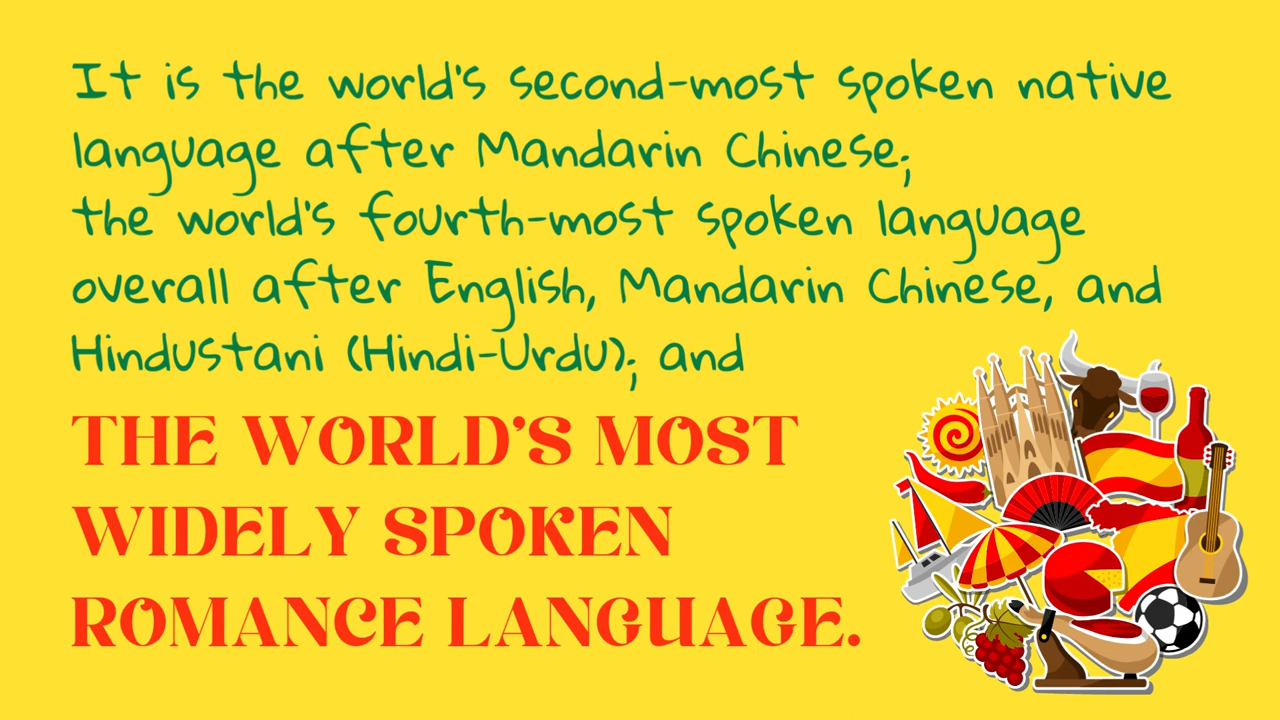 It is the world's second-most spoken native
language after Mandarin Chinese;
the world's fourth-most spoken language
overall after English, Mandarin Chinese, and
Hindustani (Hindi-Urdu); and
THE WORLD'S MOST
WIDELY SPOKEN
ROMANCE LANGUAGE.